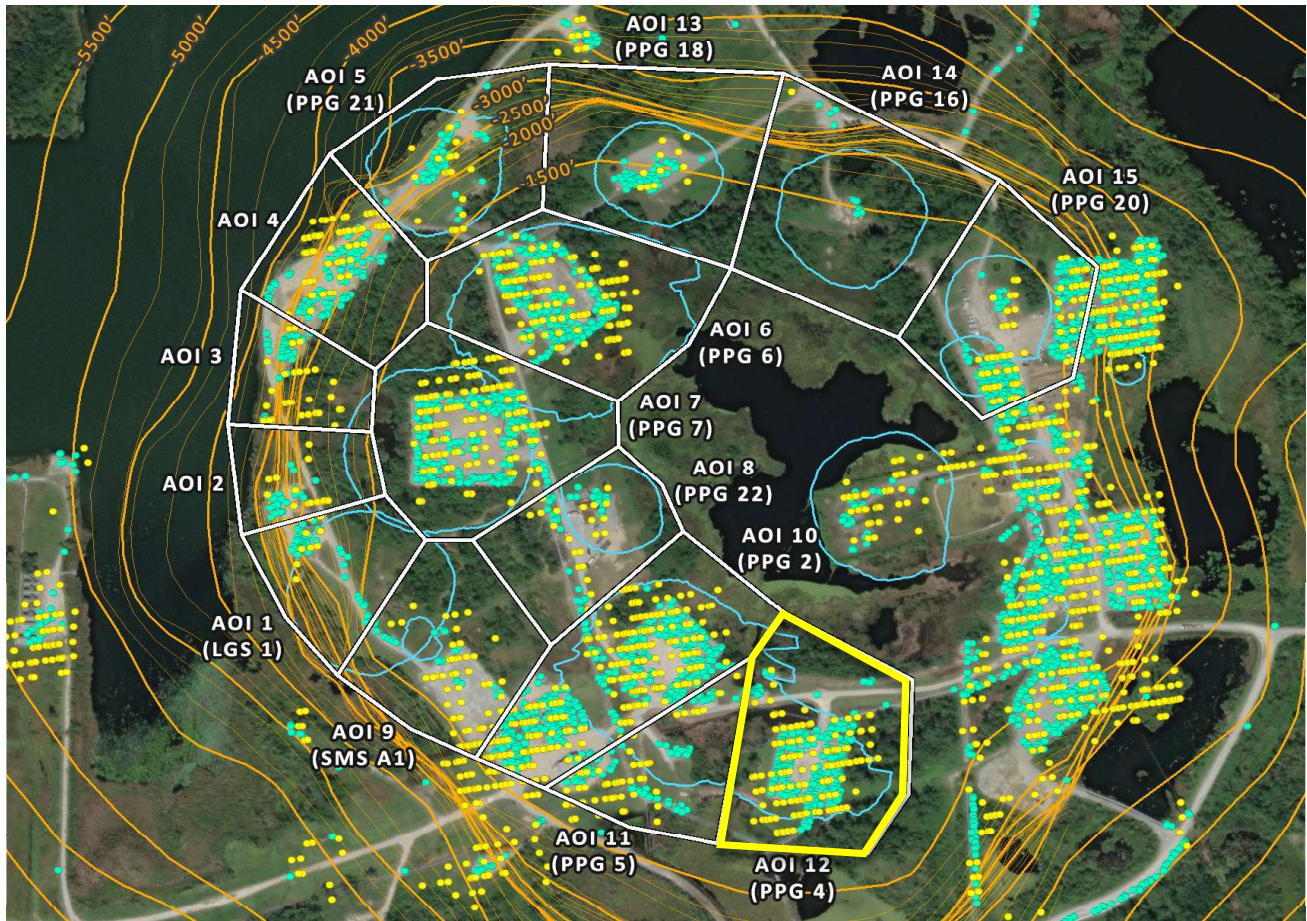 -5500'
-5000'
-4500'
-4000'
-3500'
-3000'
-2500'
-2000'
-1500'
AOI 13
(PPG 18)
AOI 5
(PPG 21)
AOI 14
(PPG 16)
AOI 15
(PPG 20)
AOI 4
AOI 3
AOI 6
(PPG 6)
AOI 7
(PPG 7)
AOI 2
AOI 8
(PPG 22)
AOI 10
(PPG 2)
AOI 1
(LGS 1)
AOI 9
(SMS A1)
AOI 11
(PPG 5)
AOI 12
(PPG 4)